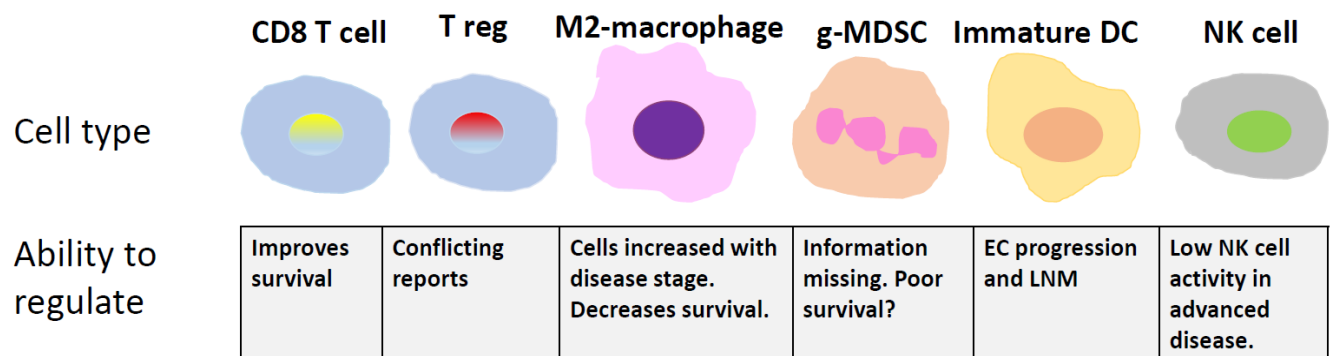 CD8 T cell
T reg
M2-macrophage
g-MDSC
Immature DC
NK cell
Cell type
Ability to
regulate
Improves
survival
Conflicting
reports
Cells increased with
disease stage.
Decreases survival.
Information
missing. Poor
survival?
EC progression
and LNM
Low NK cell
activity in
advanced
disease.